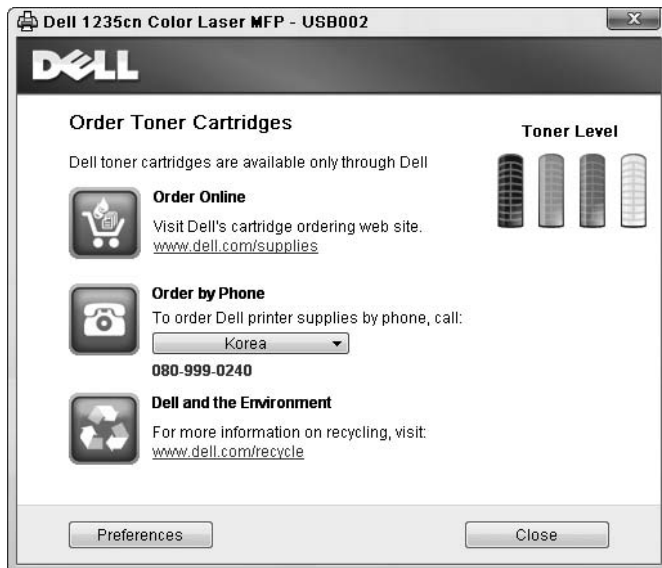 Dell 1235cn Color Laser MFP - USB002
DELL
Order Toner Cartridges
Toner Level
Dell toner cartridges are available only through Dell
Order Online
Visit Dell's cartridge ordering web site.
www.dell.com/supplies
Order by Phone
To order Dell printer supplies by phone, call:
Korea
080-999-0240
Dell and the Environment
For more information on recycling, visit:
www.dell.com/recycle
Preferences
Close